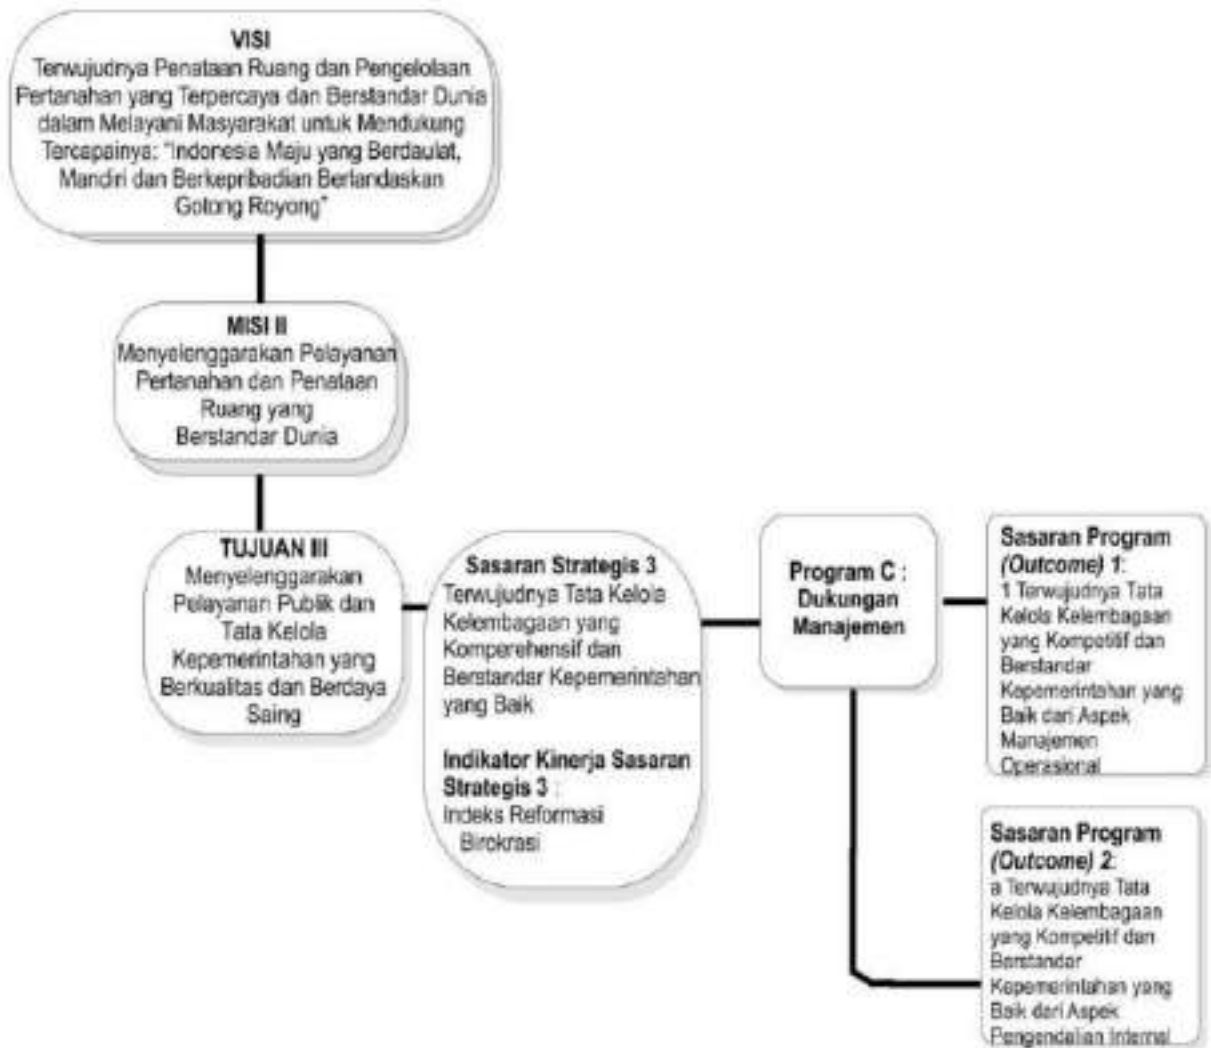 VISI
Terwujudnya Penataan Ruang dan Pengelolaan
Pertanahan yang Terpercaya dan Berstandar Dunia
dalam Melayani Masyarakat untuk Mendukung
Tercapainya: "Indonesia Maju yang Berdaulat,
Mandiri dan Berkepribadian Berlandaskan
Gotong Royong"
MISI II
Menyelenggarakan Pelayanan
Pertanahan dan Penataan
Ruang yang
Berstandar Dunia
TUJUAN III
Menyelenggarakan
Pelayanan Publik dan
Tata Kelola
Kepemerintahan yang
Berkualitas dan Berdaya
Saing
Sasaran Strategis 3
Terwujudnya Tata Kelola
Kelembagaan yang
Komperehensif dan
Berstandar Kepemerintahan
yang Baik
Indikator Kinerja Sasaran
Strategis 3 :
Indeks Reformasi
Birokrasi
Program C :
Dukungan
Manajemen
Sasaran Program
(Outcome) 1:
1 Terwujudnya Tata
Kelola Kelembagaan
yang Kompetitif dan
Berstandar
Kepemerintahan yang
Baik dari Aspek
Manajemen
Operasional
Sasaran Program
(Outcome) 2:
a Terwujudnya Tata
Kelola Kelembagaan
yang Kompetitif dan
Berstandar
Kepemerintahan yang
Baik dari Aspek
Pengendalian Internal